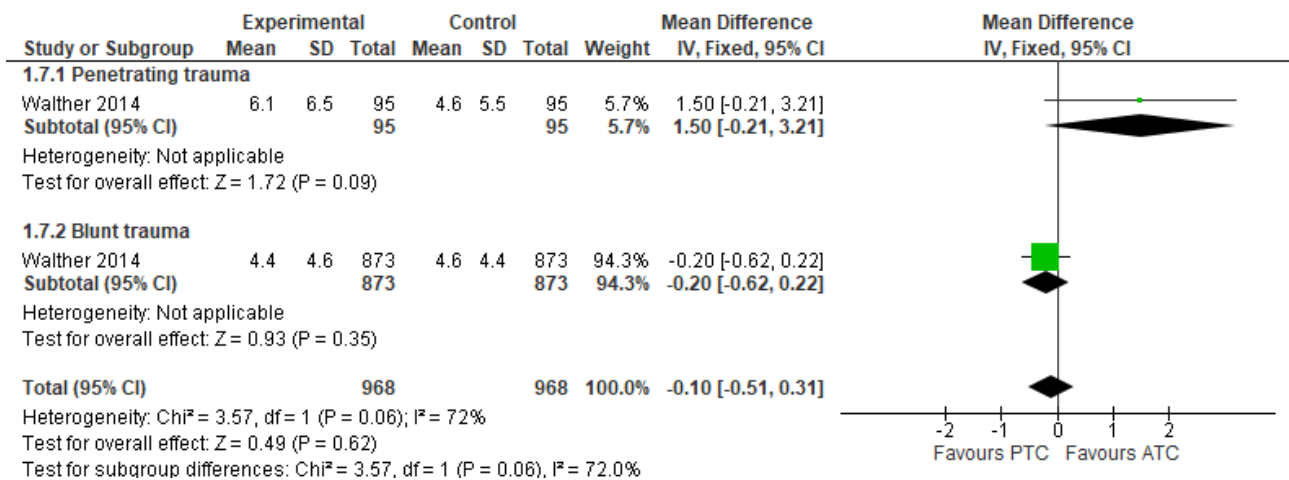 Experimental Control Mean Difference Mean Difference
Study or Subgroup Mean SD Total Mean SD Total Weight IV, Fixed, 95% CI IV, Fixed, 95% CI
1.7.1 Penetrating trauma
Walther 2014 6.1 6.5 95 4.6 5.5 95 5.7% 1.50 [-0.21, 3.21]
Subtotal (95% CI) 95 95 5.7% 1.50 [-0.21, 3.21]
Heterogeneity: Not applicable
Test for overall effect: Z = 1.72 (P = 0.09)
1.7.2 Blunt trauma
Walther 2014 4.4 4.6 873 4.6 4.4 873 94.3% -0.20 [-0.62, 0.22]
Subtotal (95% CI) 873 873 94.3% -0.20 [-0.62, 0.22]
Heterogeneity: Not applicable
Test for overall effect: Z = 0.93 (P = 0.35)
Total (95% CI) 968 968 100.0% -0.10 [-0.51, 0.31]
Heterogeneity: Chi² = 3.57, df = 1 (P = 0.06); I² = 72%
Test for overall effect: Z = 0.49 (P = 0.62)
Test for subgroup differences: Chi² = 3.57, df = 1 (P = 0.06), I² = 72.0%
-2 -1 0 1 2
Favours PTC Favours ATC